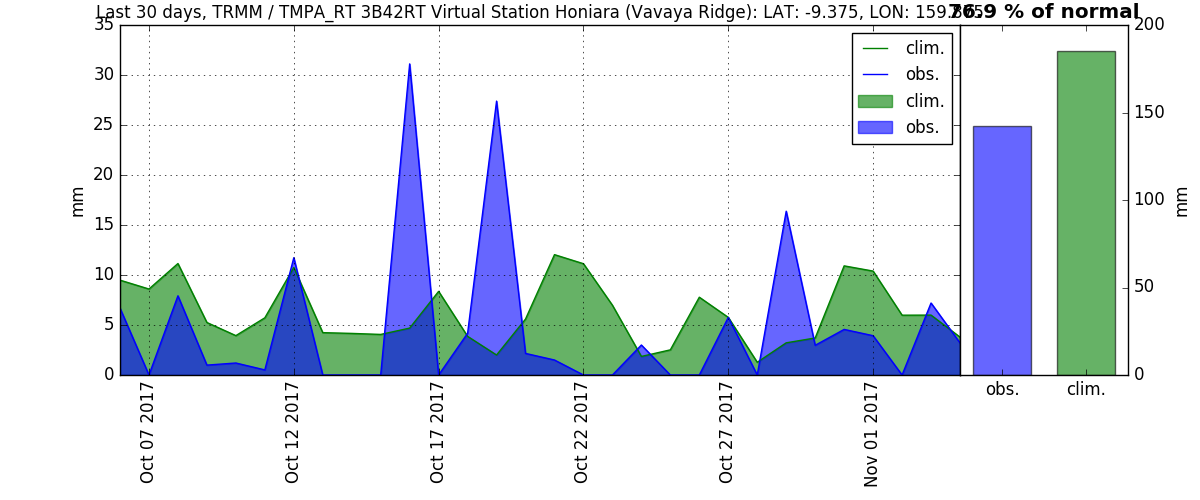 Last 30 days, TRMM / TMPA_RT 3B42RT Virtual Station Honiara (Vavaya Ridge): LAT: -9.375, LON:
76.9 % of normal
35
30
25
20
15
10
5
0
mm
clim.
obs.
clim.
obs.
Oct 07 2017
Oct 12 2017
Oct 17 2017
Oct 22 2017
Oct 27 2017
Nov 01 2017
200
150
100
50
0
mm
obs.
clim.